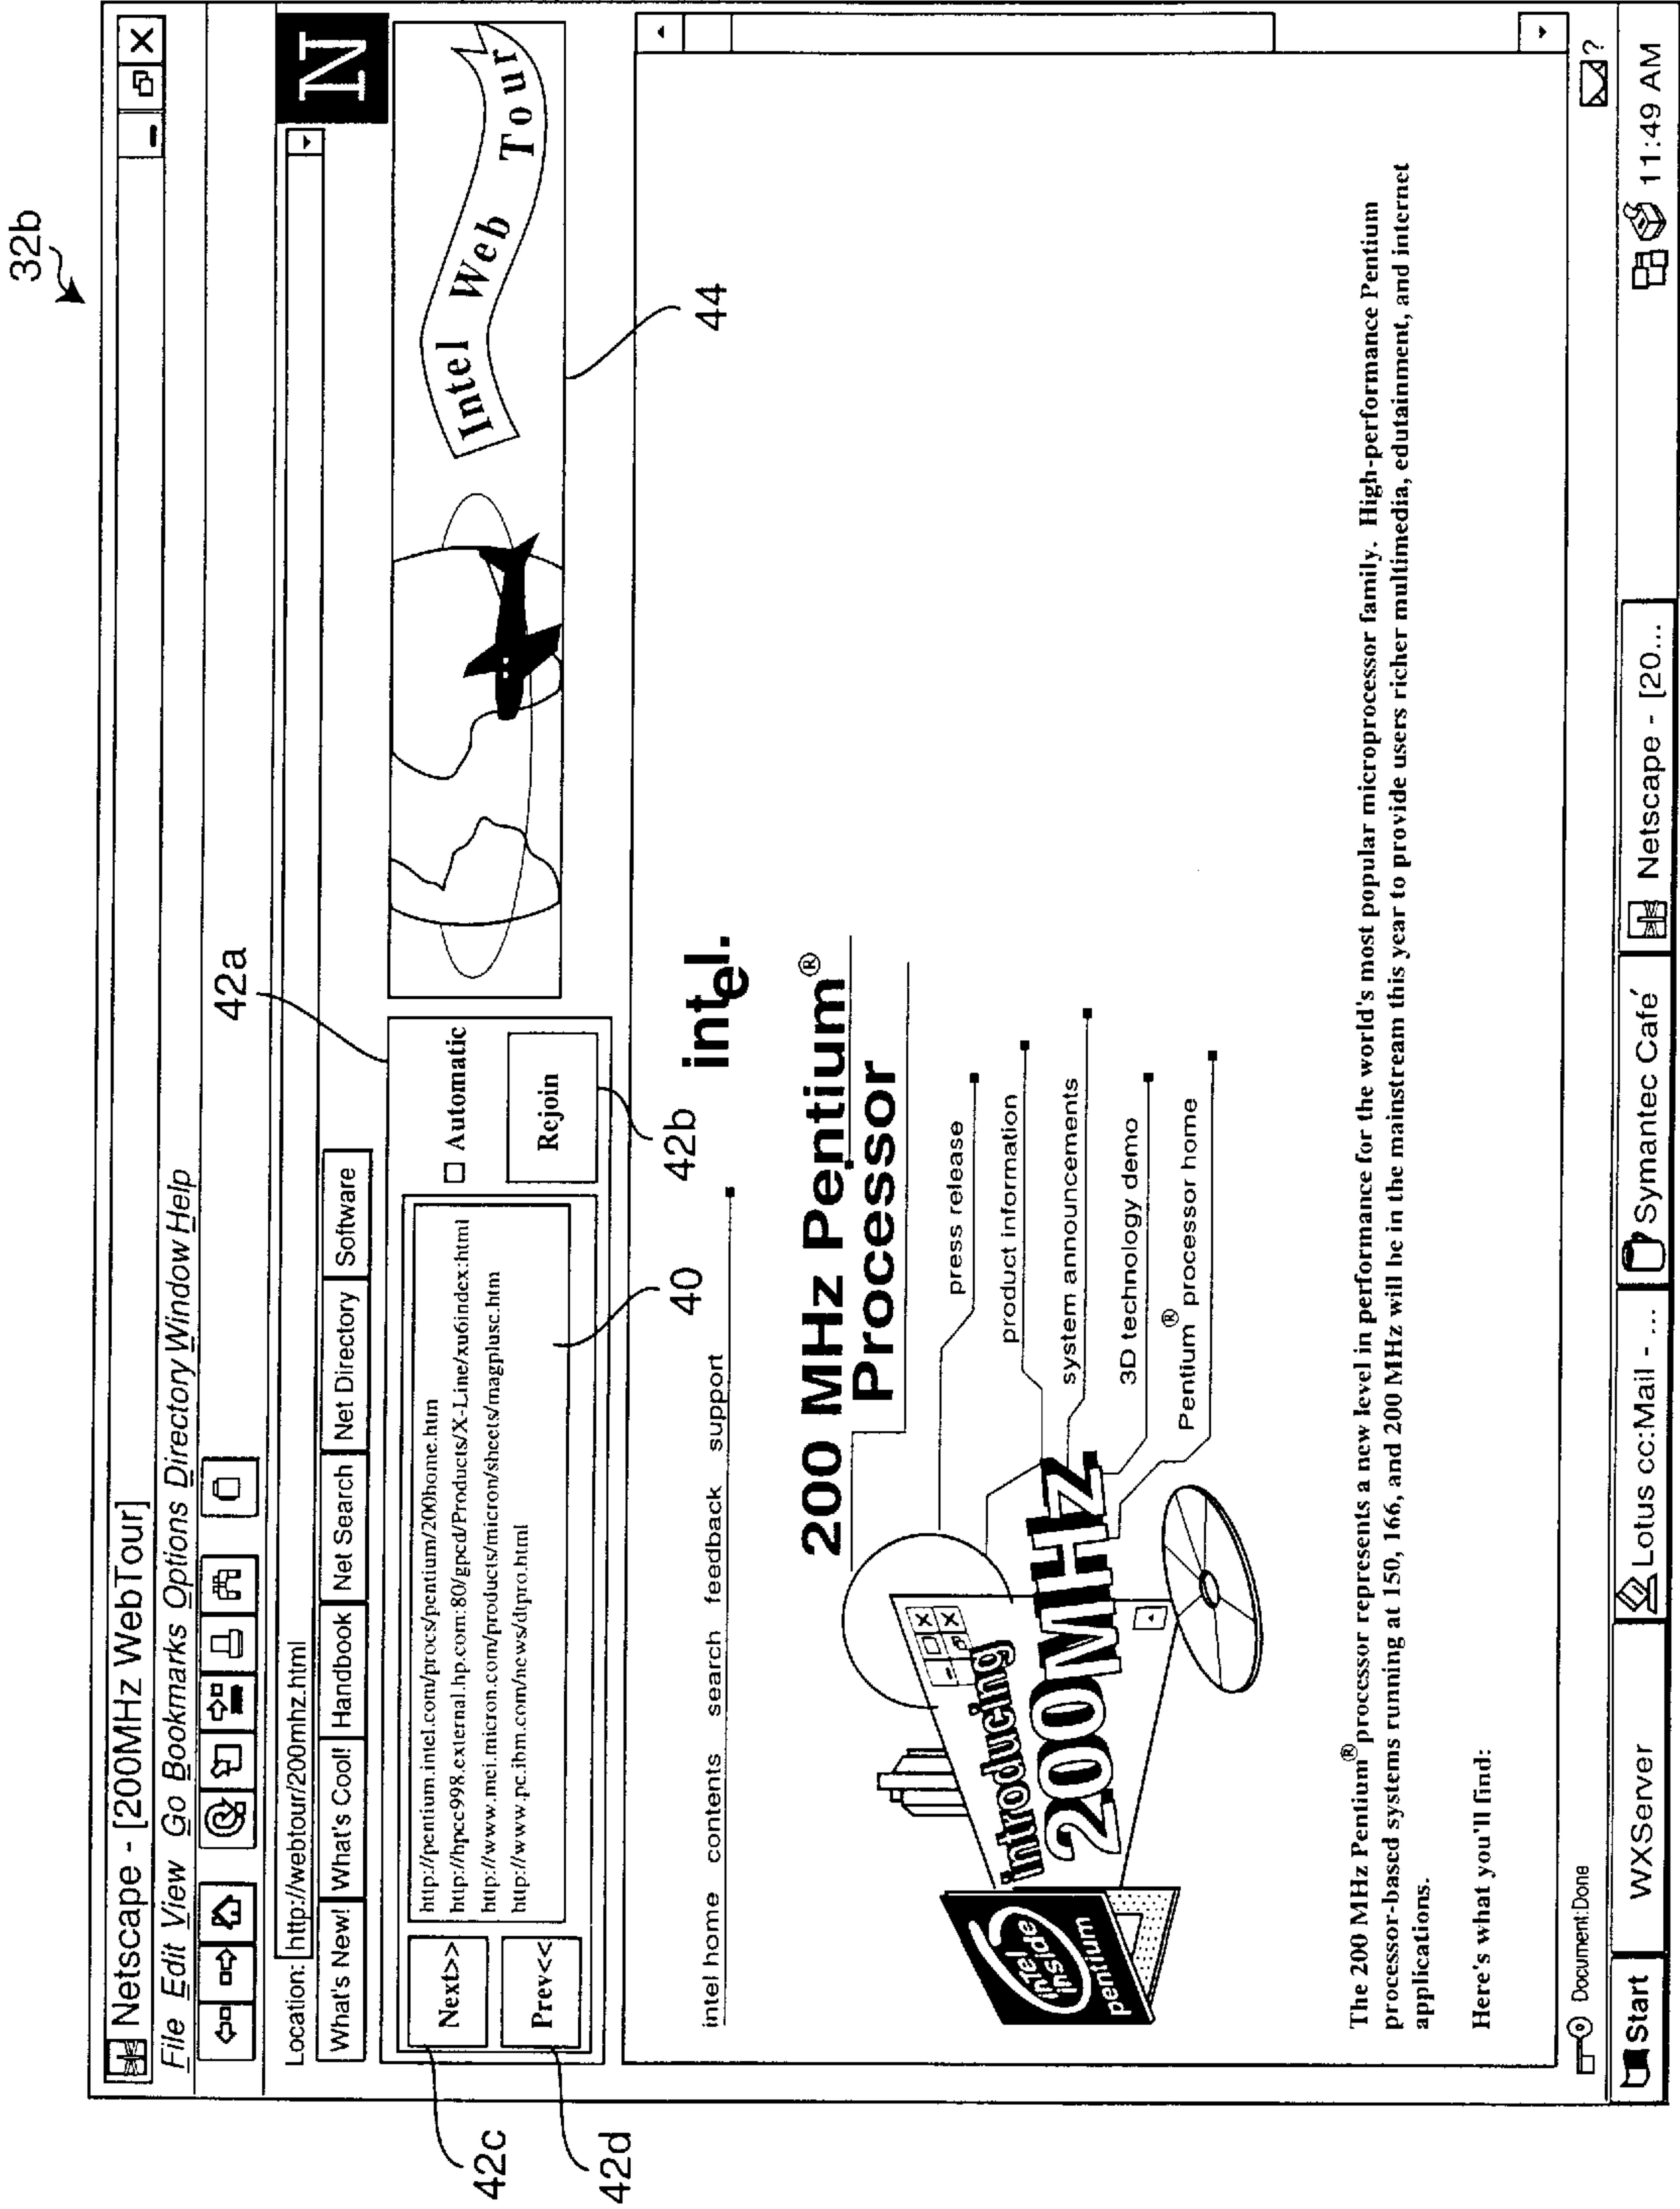 32b
Netscape - [200MHz WebTour]
File Edit View Go Bookmarks Options Directory Window Help
42a
Location: http://webtour/200mhz.html
N
What's New! What's Cool! Handbook Net Search Net Directory Software
42c
Next>>
Prev<<
42d
http://pentium.intel.com/procs/pentium/200home.htm
http://hpcc998.external.hp.com:80/gpcd/Products/X-Line/xu6index:html
http://www.mei.micron.com/products/micron/sheets/magplusc.htm
http://www.pc.ibm.com/news/dtpro.html
40
Automatic
Rejoin
42b
Intel Web Tour
44
intel home contents search feedback support
intel.
200 MHz Pentium®
Processor
press release
product information
system announcements
3D technology demo
Pentium® processor home
introducing
200MHz
intel
inside
pentium
The 200 MHz Pentium® processor represents a new level in performance for the world's most popular microprocessor family. High-performance Pentium
processor-based systems running at 150, 166, and 200 MHz will be in the mainstream this year to provide users richer multimedia, edutainment, and internet
applications.
Here's what you'll find:
Document:Done
?
Start WXServer Lotus cc:Mail - ... Symantec Café Netscape - [20... 11:49 AM